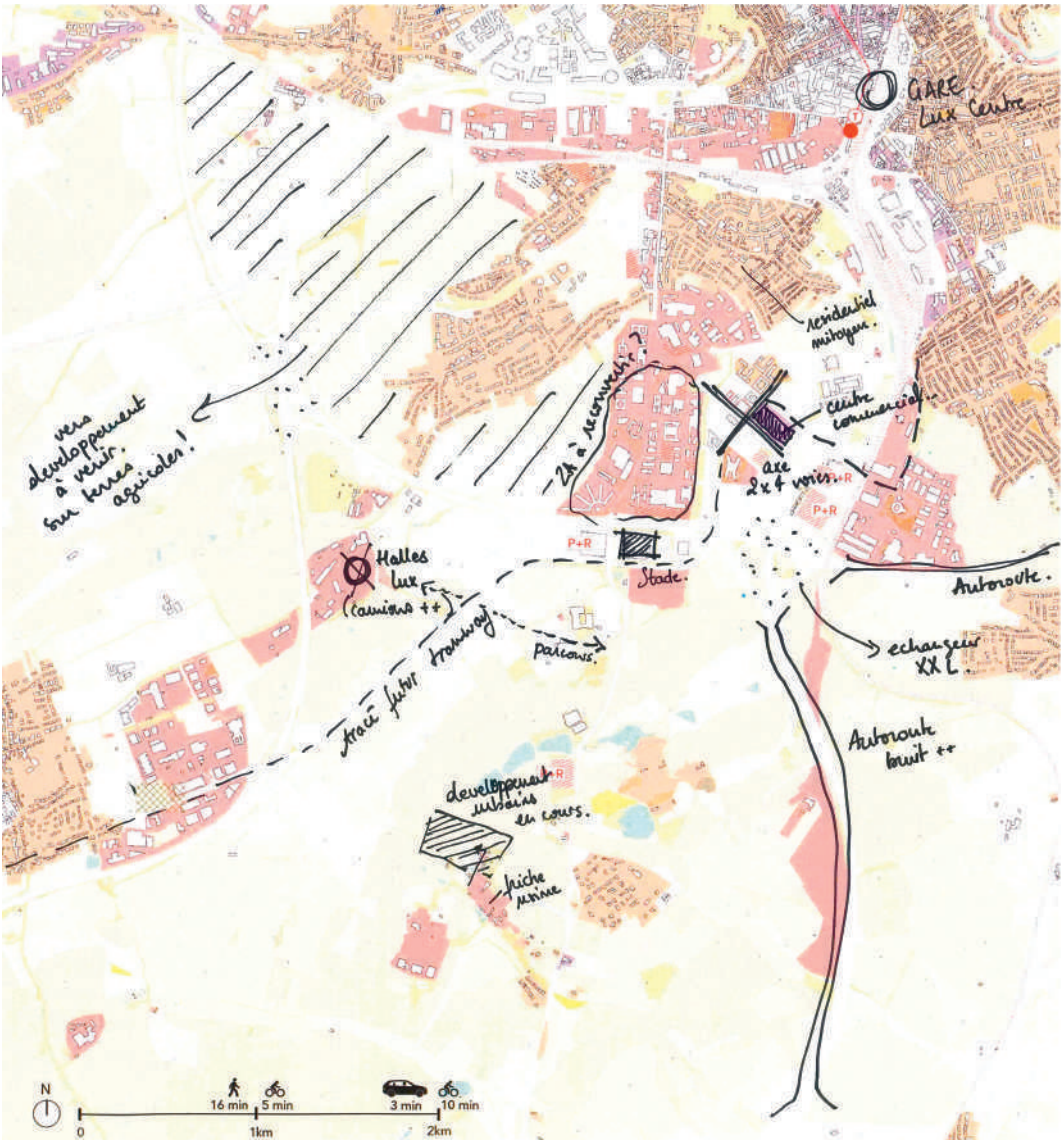 GARE.
Lux Centre.
T
residentiel
mitoyen.
ZA à reconvertir?
centre
commercial...
axe
2x4 voies.
P+R
vers
developpement
à venir.
sur terres
agricoles!
P+R
Stade.
Autoroute.
Halles
Lux
(camions ++)
parcours.
tracé futur tramway
echangeur
XXL.
Autoroute
bruit ++
P+R
developpement
urbains
en cours.
friche
usine
N
16 min
5 min
3 min
10 min
0
1km
2km